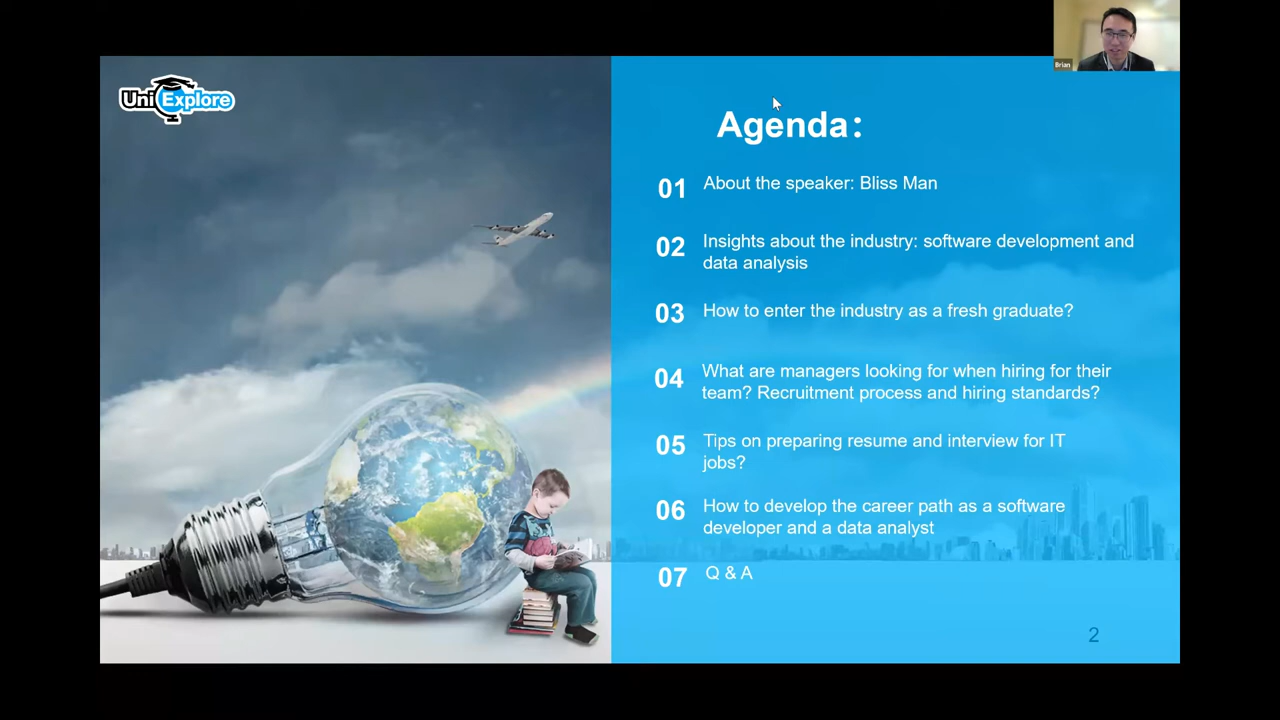 Brian
Uni Explore
Agenda:
01 About the speaker: Bliss Man
02 Insights about the industry: software development and
data analysis
03 How to enter the industry as a fresh graduate?
04 What are managers looking for when hiring for their
team? Recruitment process and hiring standards?
05 Tips on preparing resume and interview for IT
jobs?
06 How to develop the career path as a software
developer and a data analyst
07 Q & A
2